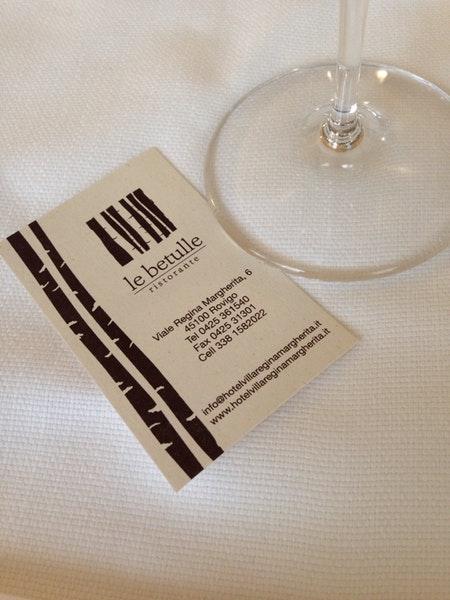 le betulle
ristorante
Viale Regina Margherita, 6
45100 Rovigo
Tel 0425 361540
Fax 0425 31301
Cell 338 1582022
info@hotelvillareginamargherita.it
www.hotelvillareginamargherita.it